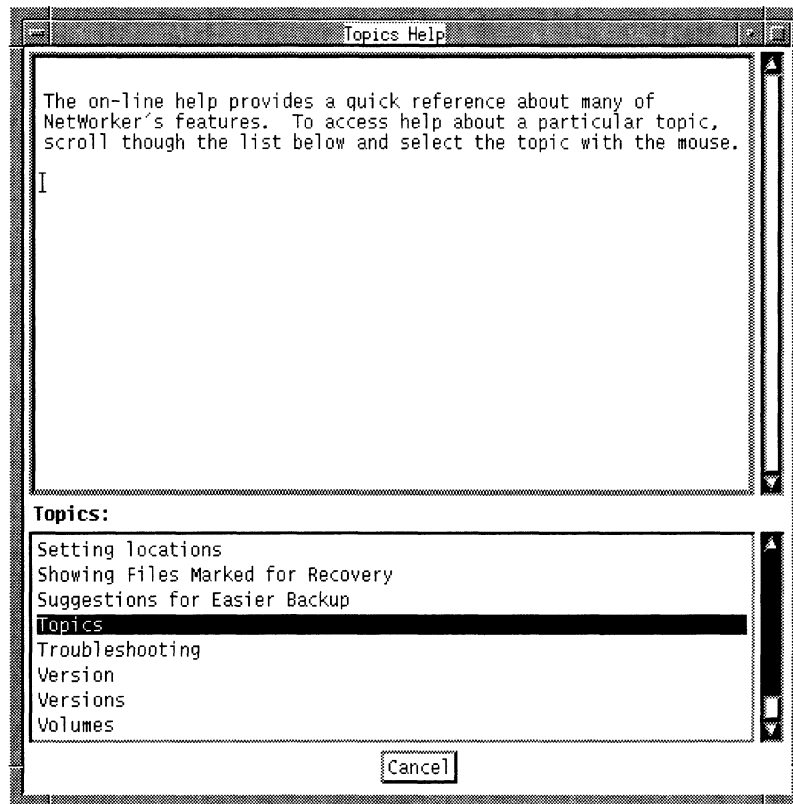 Topics Help
The on-line help provides a quick reference about many of
NetWorker´s features.  To access help about a particular topic,
scroll though the list below and select the topic with the mouse.
Topics:
Setting locations
Showing Files Marked for Recovery
Suggestions for Easier Backup
Topics
Troubleshooting
Version
Versions
Volumes
Cancel